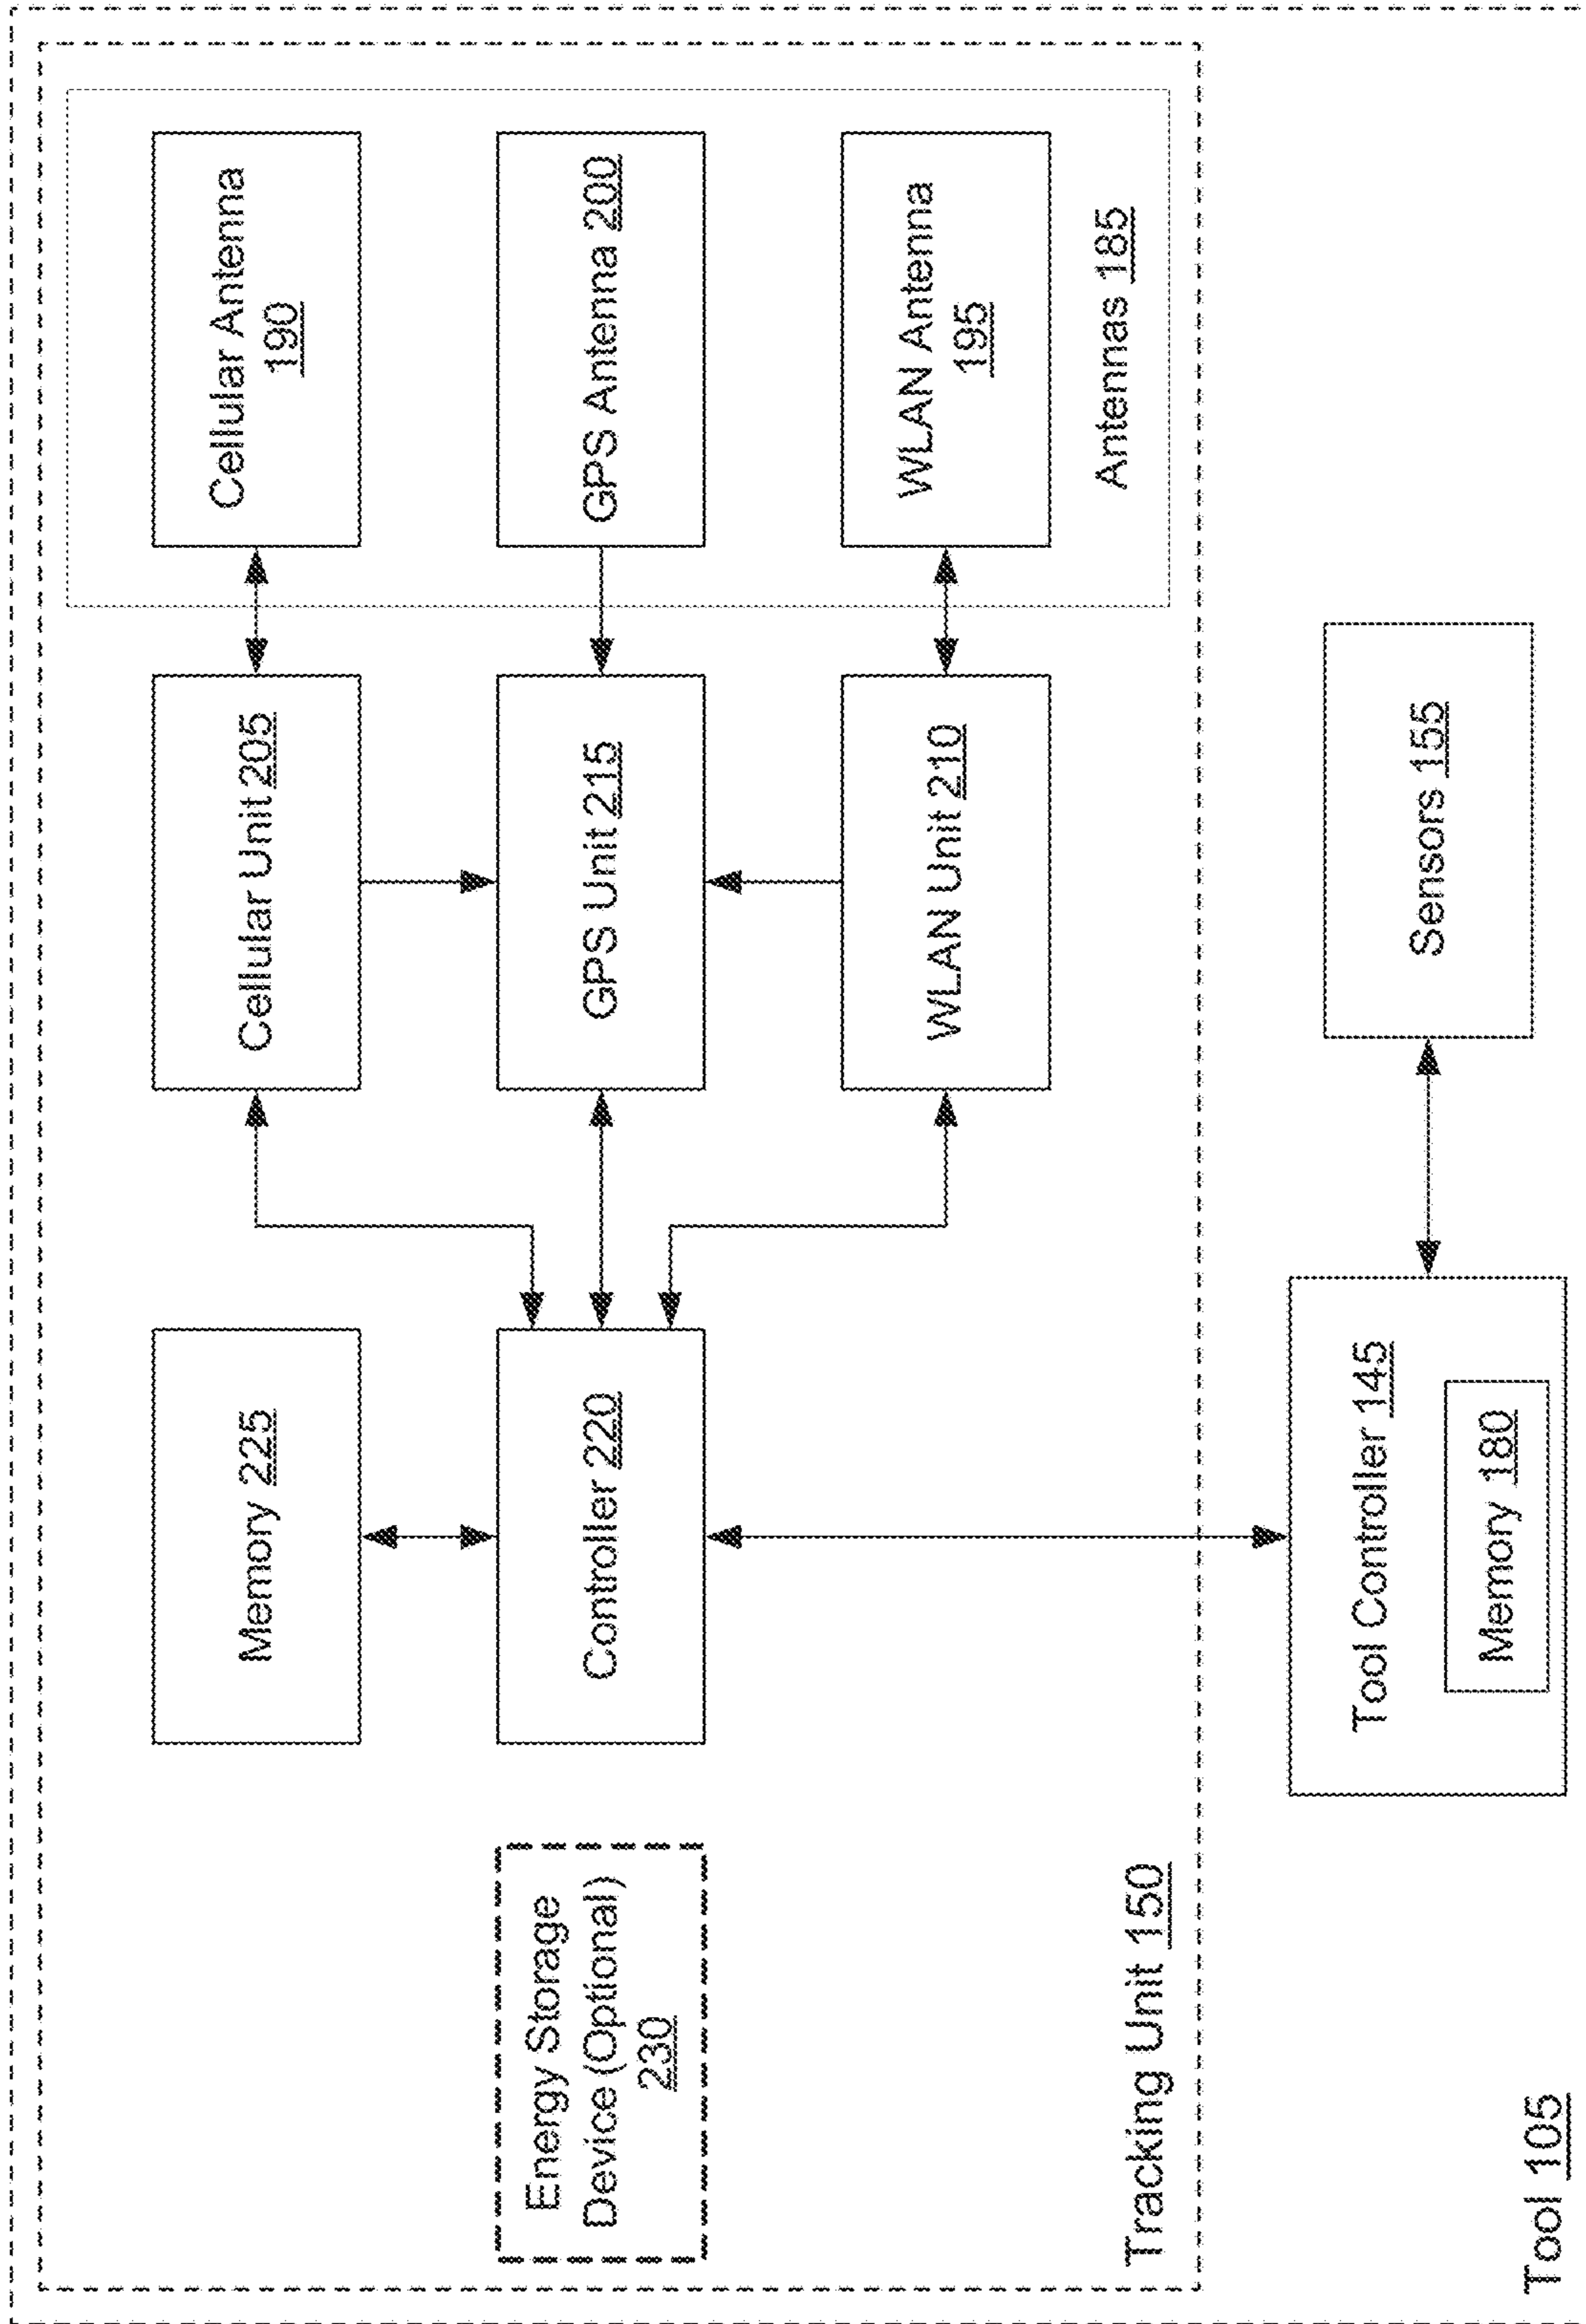 Memory 225
Cellular Unit 205
Cellular Antenna
190
Energy Storage
Device (Optional)
230
Controller 220
GPS Unit 215
GPS Antenna 200
WLAN Unit 210
WLAN Antenna
195
Antennas 185
Tracking Unit 150
Tool Controller 145
Memory 180
Sensors 155
Tool 105